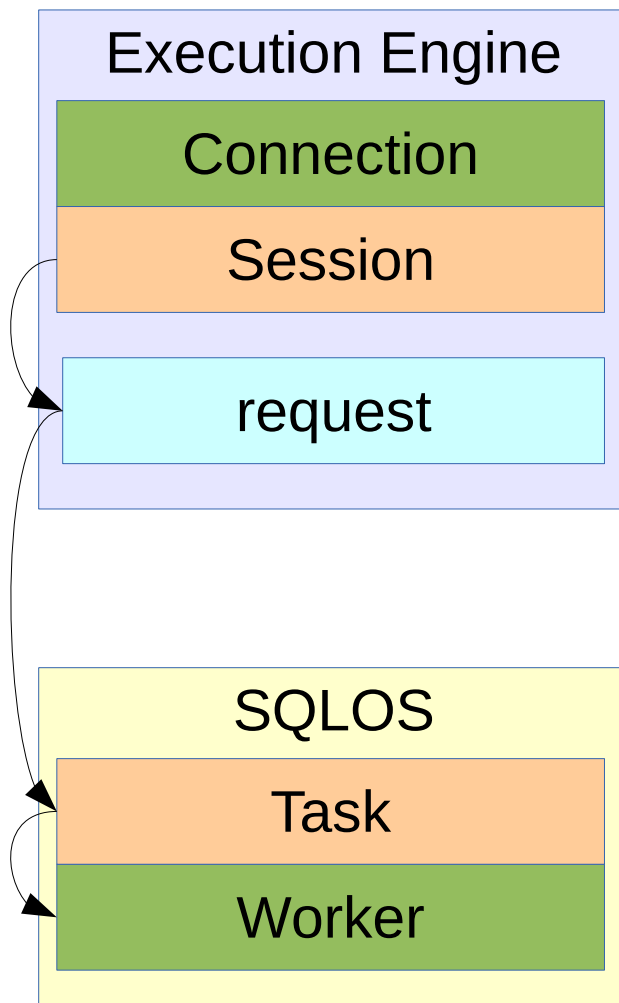 Execution Engine
Connection
Session
request
SQLOS
Task
Worker